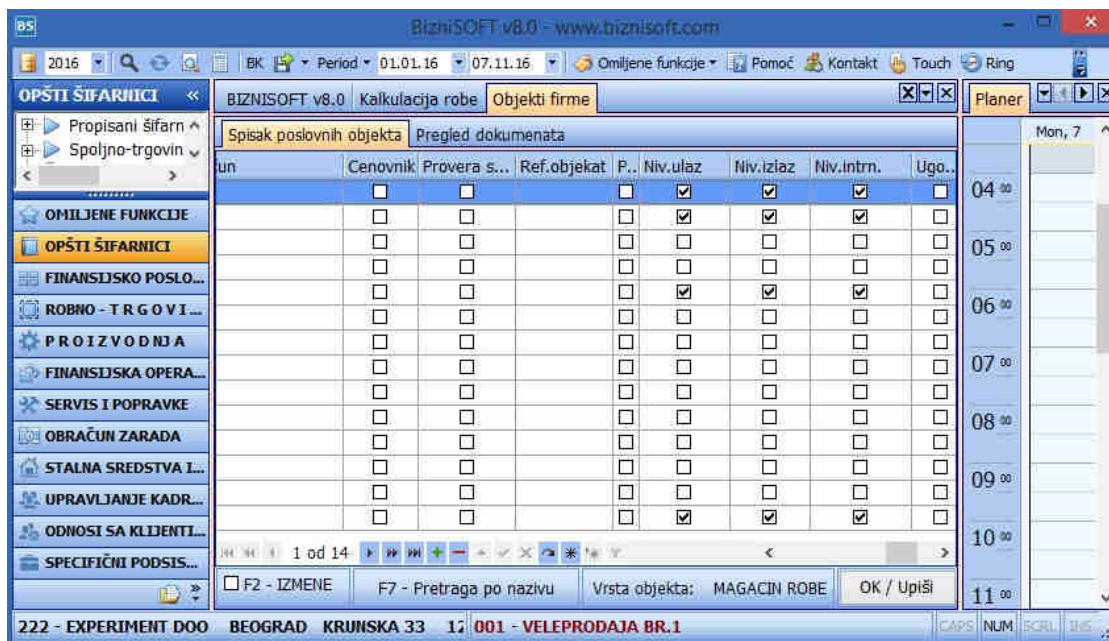 BS BizniSOFT v8.0 - www.biznisoft.com
2016 BK Period 01.01.16 07.11.16 Omiljene funkcije Pomoć Kontakt Touch Ring
OPŠTI ŠIFARNICI «
BIZNISOFT v8.0 Kalkulacija robe Objekti firme
Planer
Propisani šifarn
Spoljno-trgovin
Spisak poslovnih objekta Pregled dokumenata
Mon, 7
un Cenovnik Provera s... Ref.objekat P.. Niv.ulaz Niv.izlaz Niv.intrn. Ugo..
OMILJENE FUNKCIJE
OPŠTI ŠIFARNICI
FINANSIJSKO POSLO...
ROBNO - T R G O V I ...
P R O I Z V O D NJ A
FINANSIJSKA OPERA...
SERVIS I POPRAVKE
OBRAČUN ZARADA
STALNA SREDSTVA I...
UPRAVLJANJE KADR...
ODNOSI SA KLIJENTI...
SPECIFIČNI PODSIS...
04 00
05 00
06 00
07 00
08 00
09 00
10 00
11 00
1 od 14
F2 - IZMENE F7 - Pretraga po nazivu Vrsta objekta: MAGACIN ROBE OK / Upiši
222 - EXPERIMENT DOO BEOGRAD KRUNSKA 33 12 001 - VELEPRODAJA BR.1 CAPS NUM SCRL INS